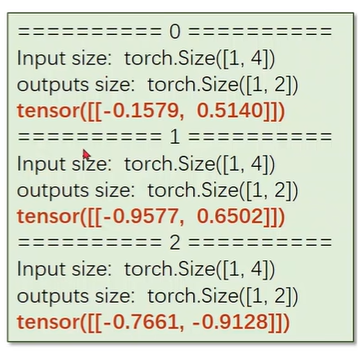 ========== 0 ==========
Input size: torch.Size([1, 4])
outputs size: torch.Size([1, 2])
tensor([[-0.1579, 0.5140]])
========== 1 ==========
Input size: torch.Size([1, 4])
outputs size: torch.Size([1, 2])
tensor([[-0.9577, 0.6502]])
========== 2 ==========
Input size: torch.Size([1, 4])
outputs size: torch.Size([1, 2])
tensor([[-0.7661, -0.9128]])